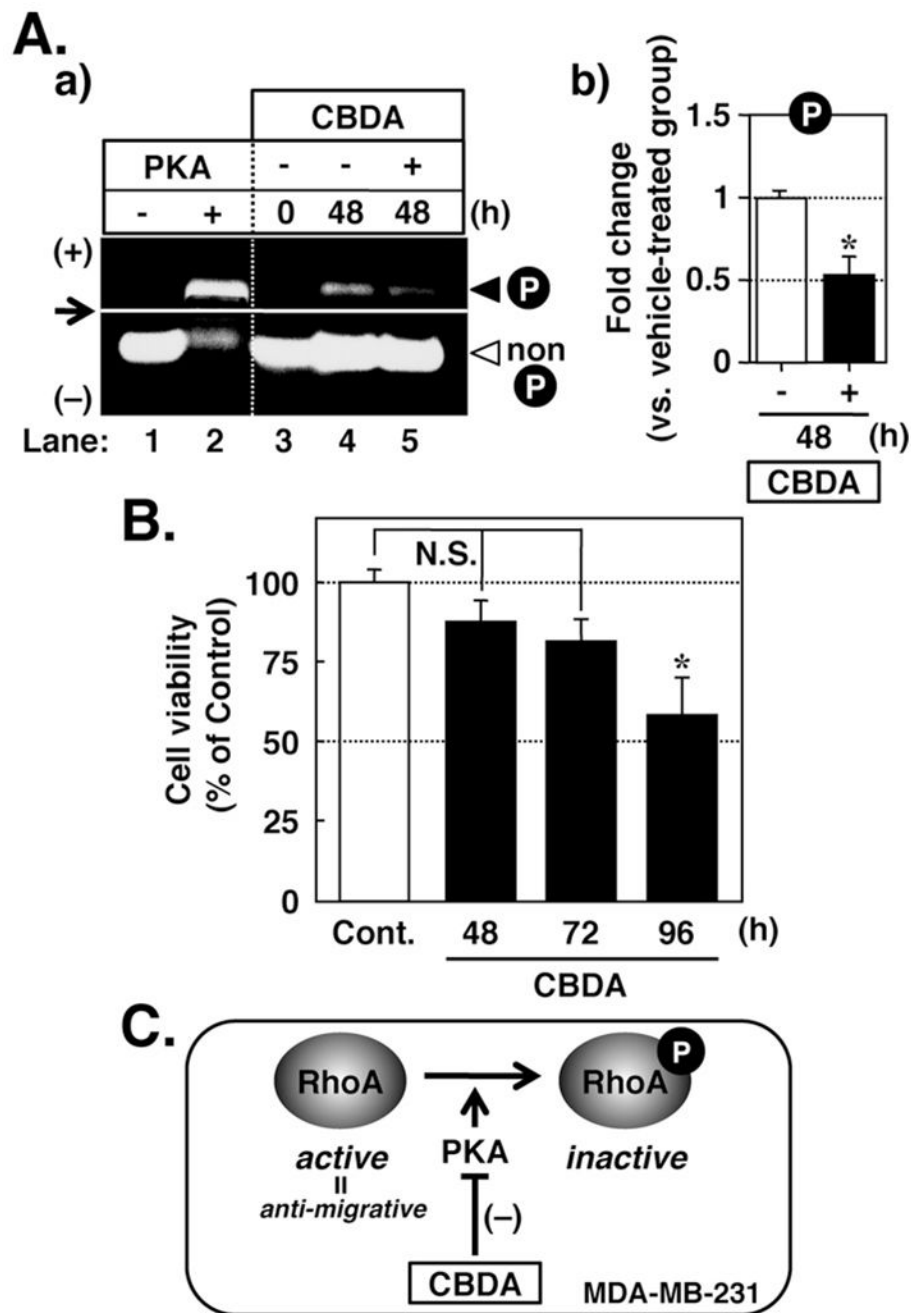 A.
a)
CBDA
PKA - - +
- + 0 48 48 (h)
(+)
P
non
P
(–)
Lane: 1 2 3 4 5
b)
Fold change
(vs. vehicle-treated group)
P
1.5
1
*
0.5
0
- +
48 (h)
CBDA
B.
Cell viability
(% of Control)
N.S.
100
75
*
50
25
0
Cont. 48 72 96 (h)
CBDA
C.
P
RhoA RhoA
active PKA inactive
=
anti-migrative
(–)
CBDA
MDA-MB-231